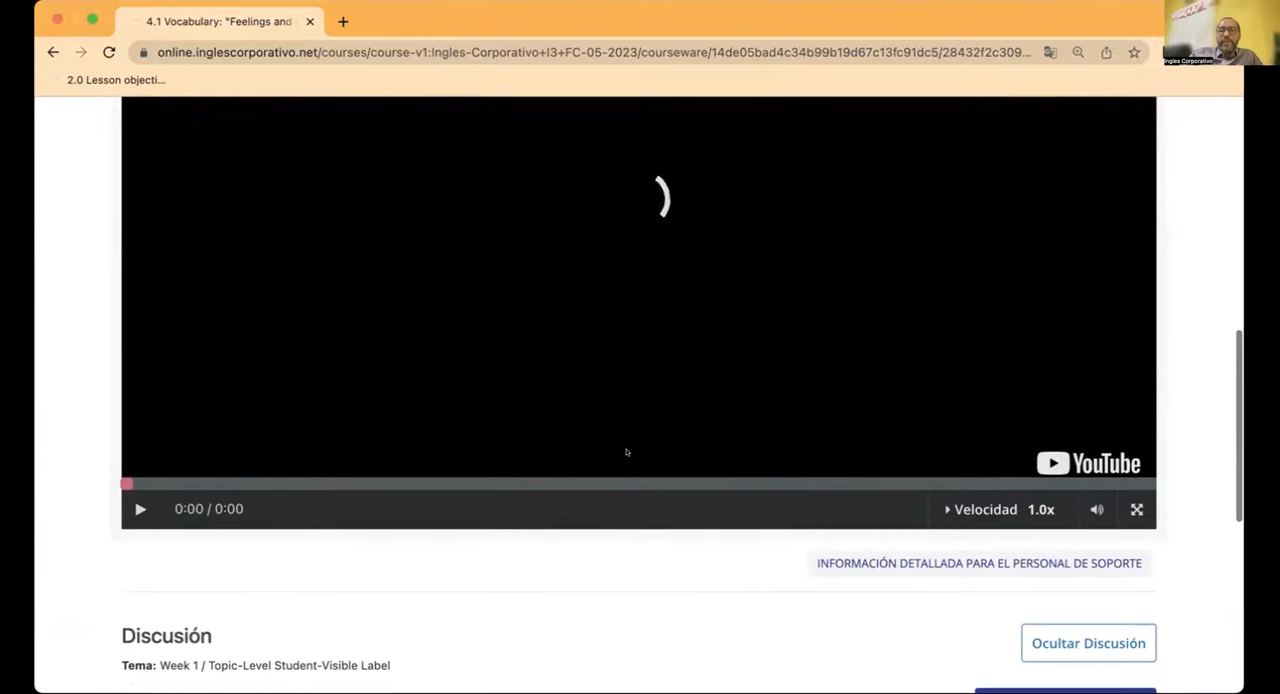 4.1 Vocabulary: "Feelings and
online.inglescorporativo.net/courses/course-v1:Ingles-Corporativo+I3+FC-05-2023/courseware/14de05bad4c34b99b19d67c13fc91dc5/28432f2c309...
Ingles Corporativo
2.0 Lesson objecti...
YouTube
0:00 / 0:00
Velocidad 1.0x
INFORMACIÓN DETALLADA PARA EL PERSONAL DE SOPORTE
Discusión
Ocultar Discusión
Tema: Week 1 / Topic-Level Student-Visible Label